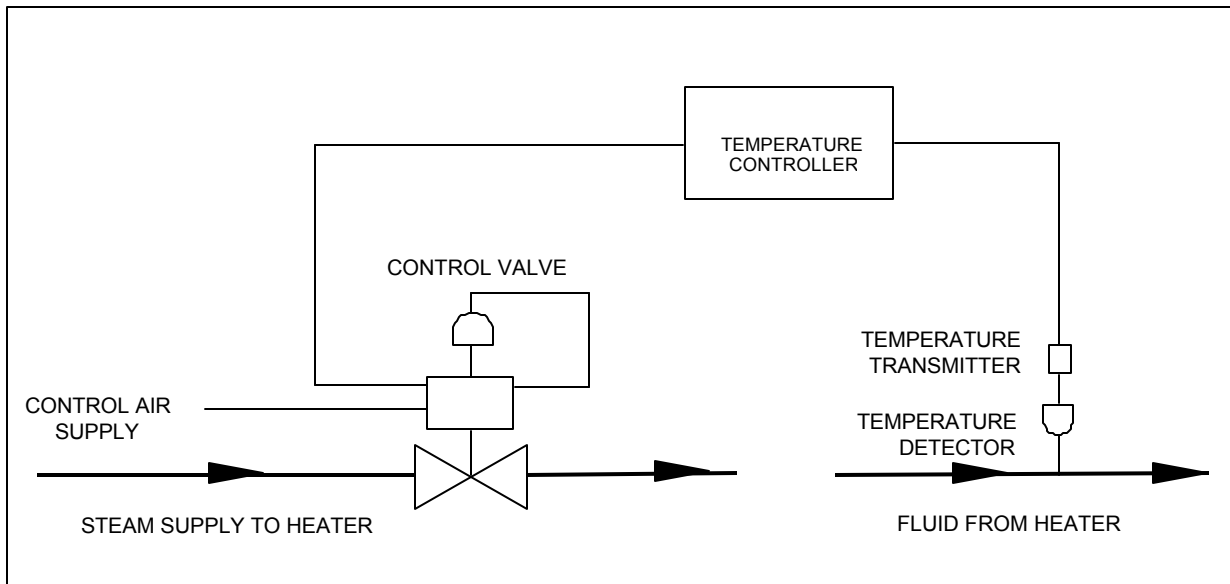 TEMPERATURE
CONTROLLER
CONTROL VALVE
TEMPERATURE
TRANSMITTER
CONTROL AIR
SUPPLY
TEMPERATURE
DETECTOR
STEAM SUPPLY TO HEATER
FLUID FROM HEATER